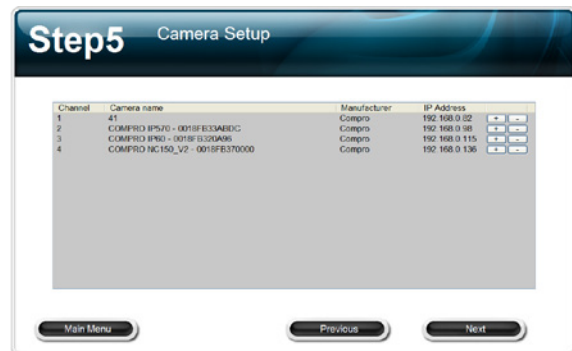 Step5 Camera Setup
Channel Camera name Manufacturer IP Address
1 41 Compro 192.168.0.82 + -
2 COMPRO IP570 - 0018FB33ABDC Compro 192.168.0.98 + -
3 COMPRO IP60 - 0018FB320A96 Compro 192.168.0.115 + -
4 COMPRO NC150_V2 - 0018FB370000 Compro 192.168.0.136 + -
Main Menu Previous Next